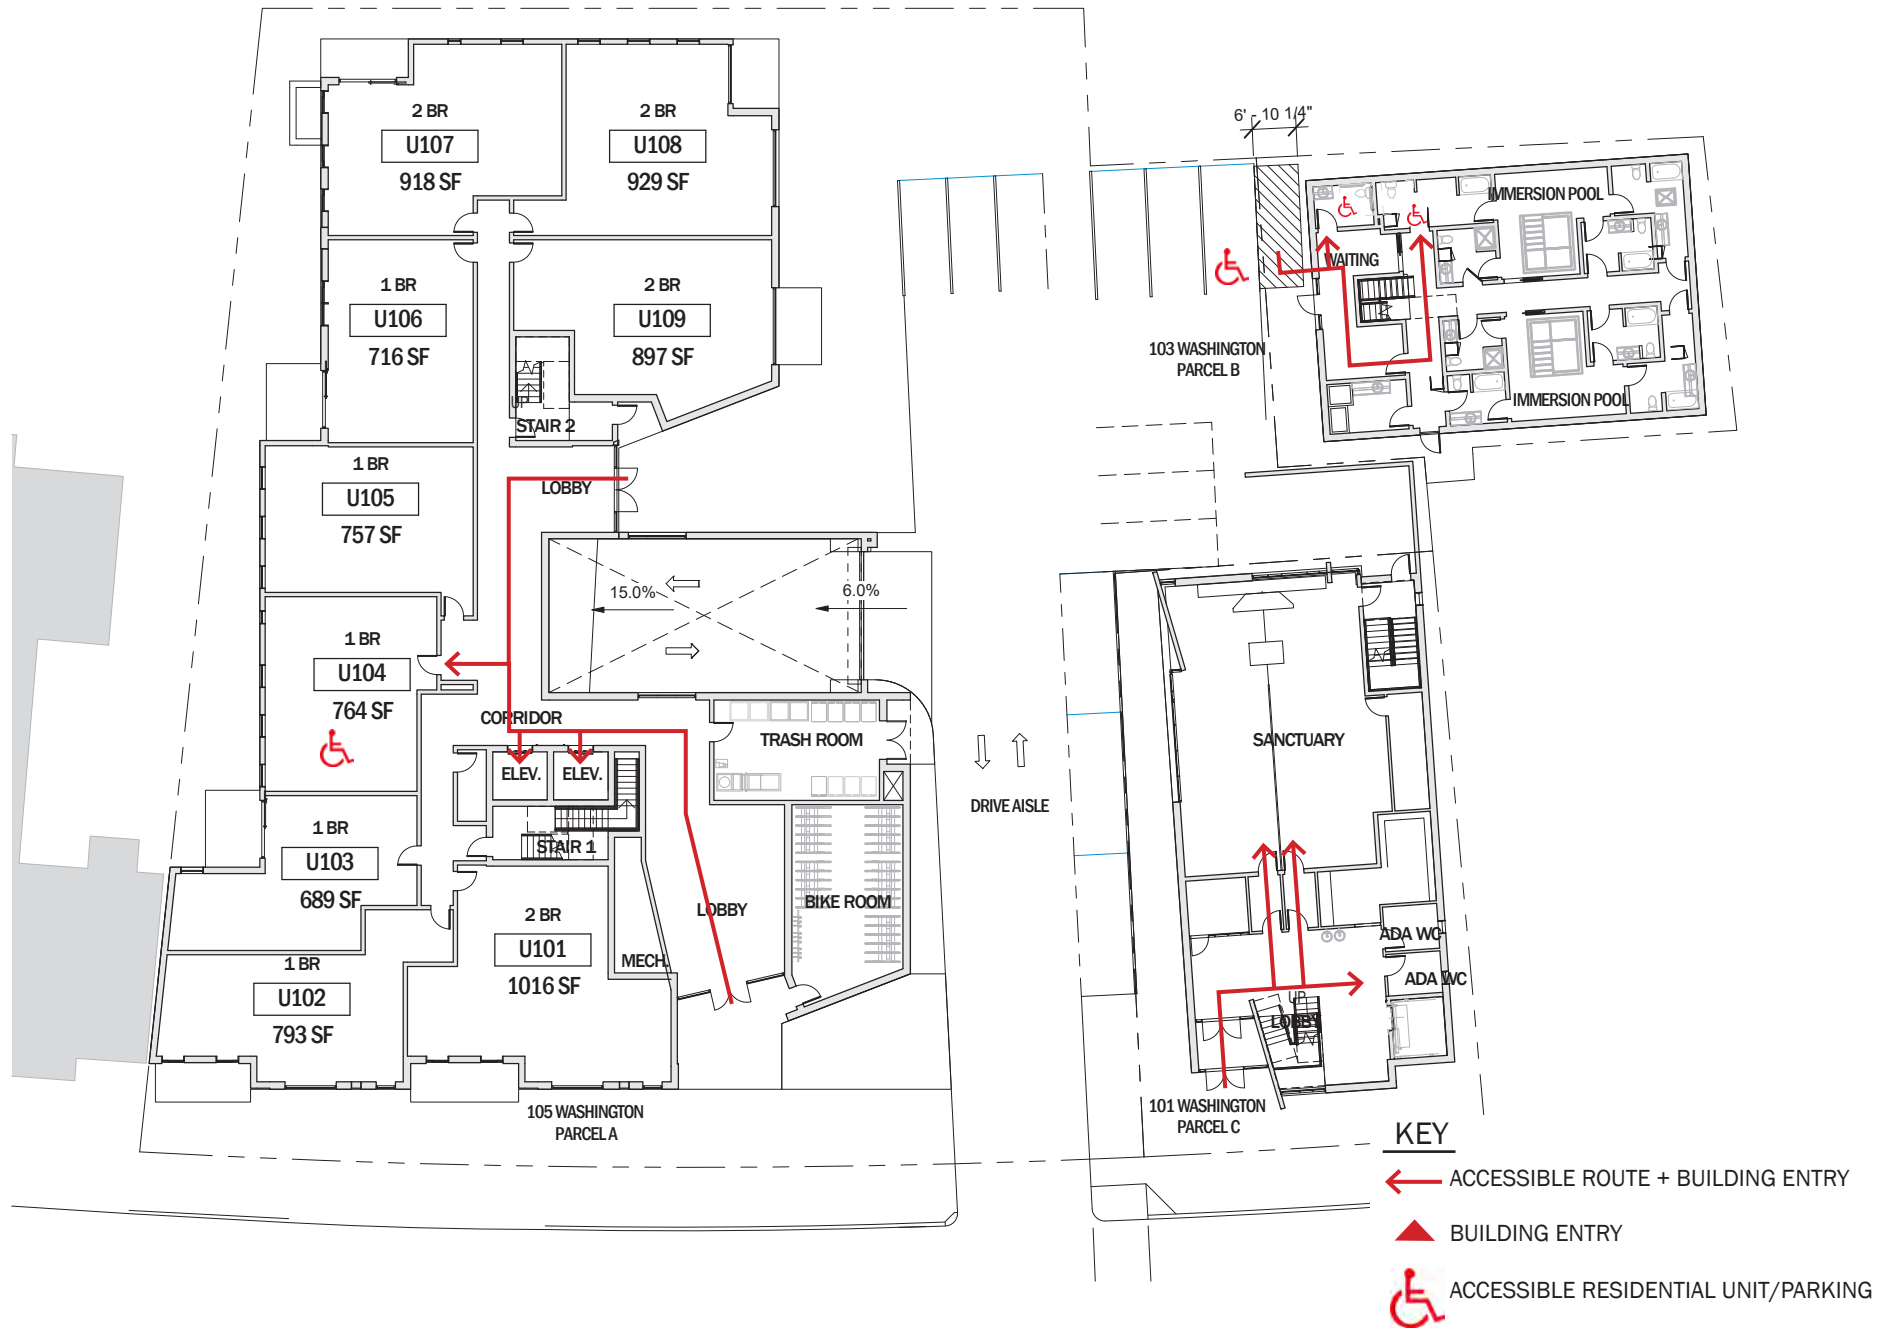 2 BR
U107
918 SF
2 BR
U108
929 SF
6' - 10 1/4"
IMMERSION POOL
WAITING
1 BR
U106
716 SF
2 BR
U109
897 SF
103 WASHINGTON
PARCEL B
IMMERSION POOL
UP
STAIR 2
1 BR
U105
757 SF
LOBBY
15.0%
6.0%
1 BR
U104
764 SF
CORRIDOR
TRASH ROOM
SANCTUARY
ELEV.
ELEV.
DRIVE AISLE
1 BR
U103
689 SF
STAIR 1
LOBBY
BIKE ROOM
2 BR
U101
1016 SF
MECH.
ADA WC
ADA WC
1 BR
U102
793 SF
UP
LOBBY
105 WASHINGTON
PARCEL A
101 WASHINGTON
PARCEL C
KEY
ACCESSIBLE ROUTE + BUILDING ENTRY
BUILDING ENTRY
ACCESSIBLE RESIDENTIAL UNIT/PARKING